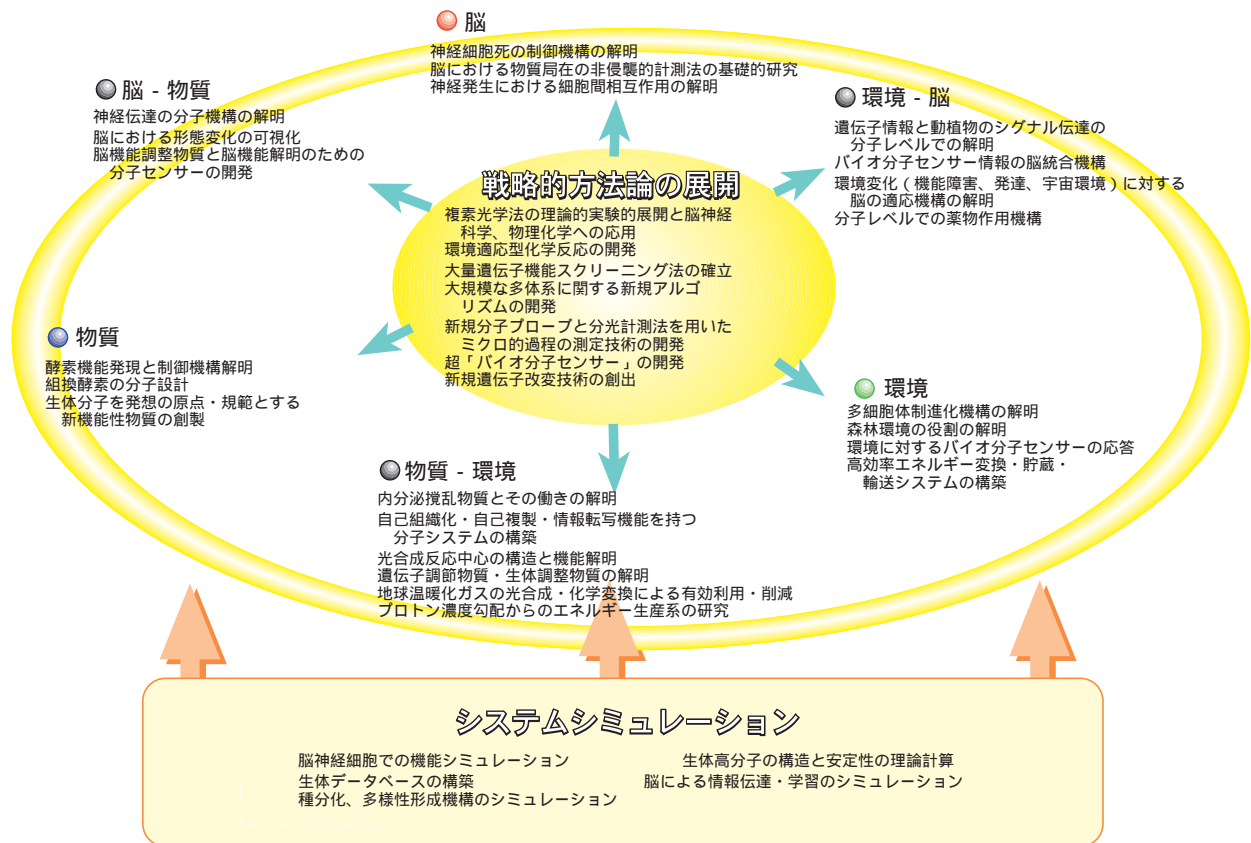 脳
神経細胞死の制御機構の解明
脳における物質局在の非侵襲的計測法の基礎的研究
神経発生における細胞間相互作用の解明
脳 - 物質
神経伝達の分子機構の解明
脳における形態変化の可視化
脳機能調整物質と脳機能解明のための
分子センサーの開発
環境 - 脳
遺伝子情報と動植物のシグナル伝達の
分子レベルでの解明
バイオ分子センサー情報の脳統合機構
環境変化（機能障害、発達、宇宙環境）に対する
脳の適応機構の解明
分子レベルでの薬物作用機構
戦略的方法論の展開
複素光学法の理論的実験的展開と脳神経
科学、物理化学への応用
環境適応型化学反応の開発
大量遺伝子機能スクリーニング法の確立
大規模な多体系に関する新規アルゴ
リズムの開発
新規分子プローブと分光計測法を用いた
ミクロ的過程の測定技術の開発
超「バイオ分子センサー」の開発
新規遺伝子改変技術の創出
物質
酵素機能発現と制御機構解明
組換酵素の分子設計
生体分子を発想の原点・規範とする
新機能性物質の創製
環境
多細胞体制進化機構の解明
森林環境の役割の解明
環境に対するバイオ分子センサーの応答
高効率エネルギー変換・貯蔵・
輸送システムの構築
物質 - 環境
内分泌撹乱物質とその働きの解明
自己組織化・自己複製・情報転写機能を持つ
分子システムの構築
光合成反応中心の構造と機能解明
遺伝子調節物質・生体調整物質の解明
地球温暖化ガスの光合成・化学変換による有効利用・削減
プロトン濃度勾配からのエネルギー生産系の研究
システムシミュレーション
脳神経細胞での機能シミュレーション
生体データベースの構築
種分化、多様性形成機構のシミュレーション
生体高分子の構造と安定性の理論計算
脳による情報伝達・学習のシミュレーション